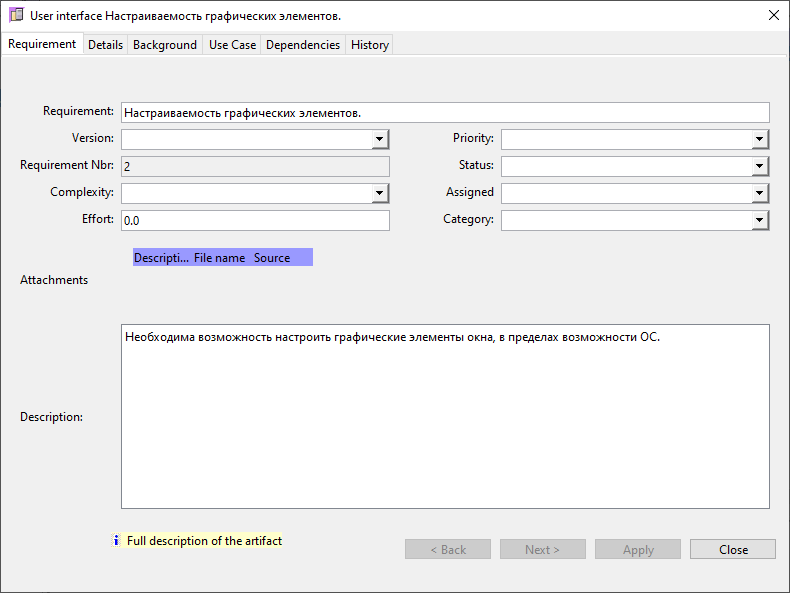 User interface Настраиваемость графических элементов.
Requirement Details Background Use Case Dependencies History
Requirement: Настраиваемость графических элементов.
Version: Priority:
Requirement Nbr: 2 Status:
Complexity: Assigned
Effort: 0.0 Category:
Descripti... File name Source
Attachments
Необходима возможность настроить графические элементы окна, в пределах возможности ОС.
Description:
Full description of the artifact
< Back Next > Apply Close